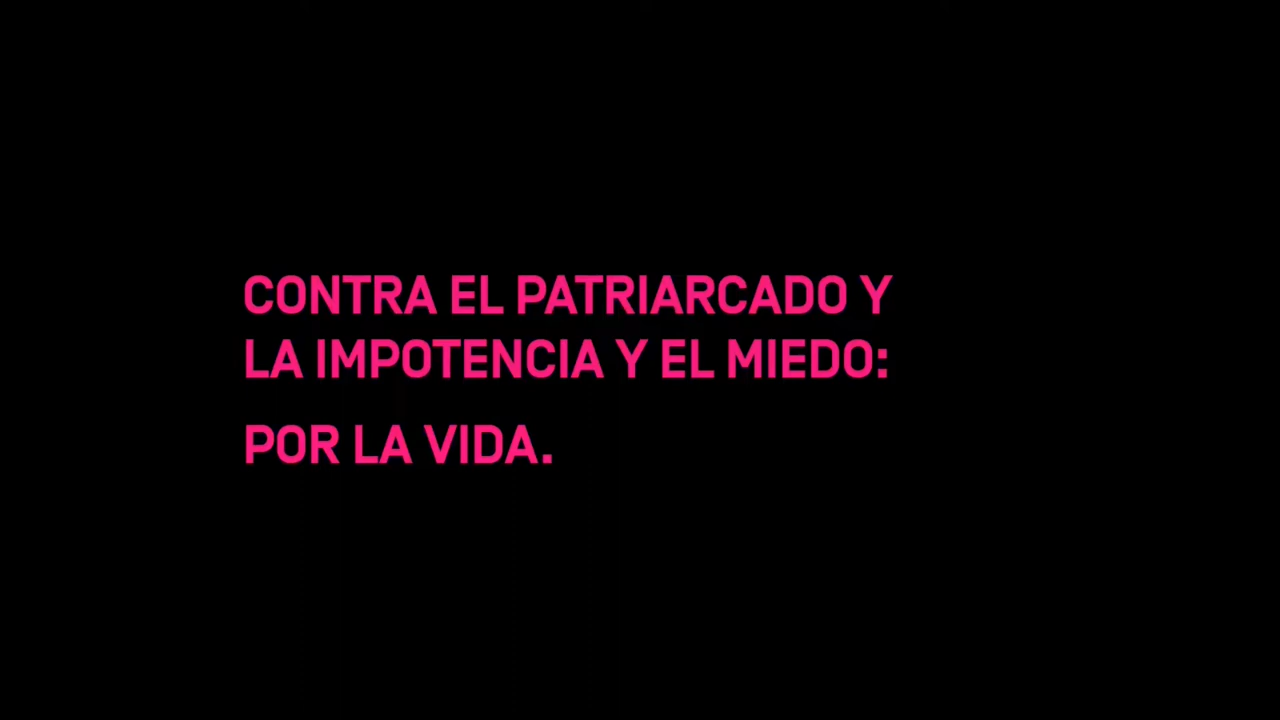 CONTRA EL PATRIARCADO Y
LA IMPOTENCIA Y EL MIEDO:
POR LA VIDA.